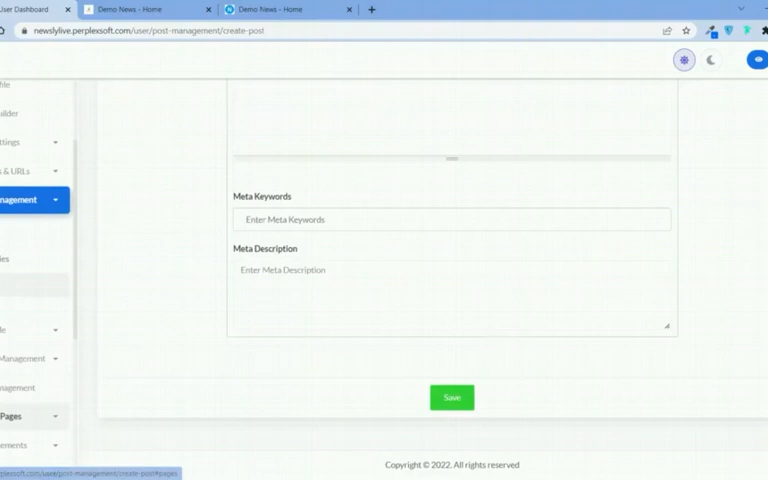 User Dashboard
Demo News - Home
Demo News - Home
newslylive.perplexsoft.com/user/post-management/create-post
file
uilder
ttings
s & URLs
nagement
Meta Keywords
Enter Meta Keywords
Meta Description
ies
Enter Meta Description
le
Management
nagement
Pages
Save
ements
Copyright © 2022. All rights reserved
rplexsoft.com/user/post-management/create-post#pages